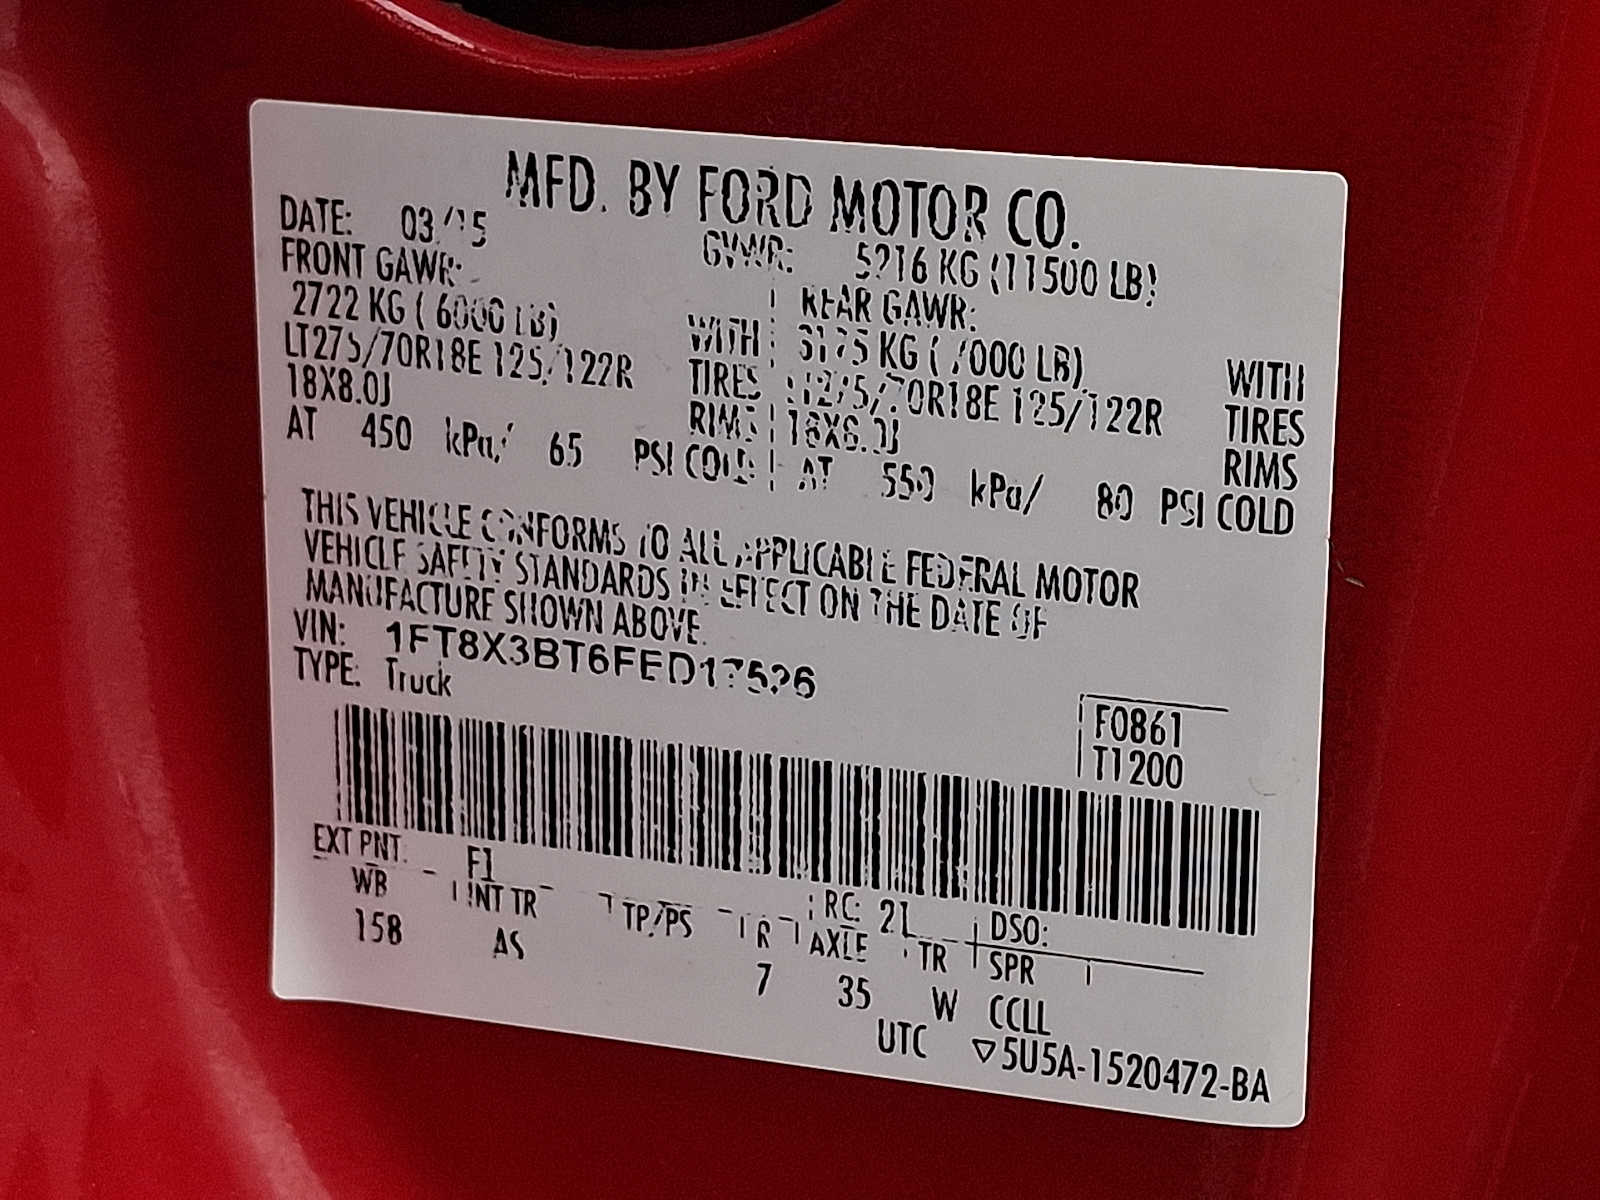 MFD. BY FORD MOTOR CO.
DATE: 03/15 GVWR: 5216 KG (11500 LB)
FRONT GAWR: REAR GAWR:
2722 KG ( 6000 LB) WITH 3175 KG ( 7000 LB) WITH
LT275/70R18E 125/122R TIRES LT275/70R18E 125/122R TIRES
18X8.0J RIMS 18X8.0J RIMS
AT 450 kPa/ 65 PSI COLD AT 550 kPa/ 80 PSI COLD
THIS VEHICLE CONFORMS TO ALL APPLICABLE FEDERAL MOTOR
VEHICLE SAFETY STANDARDS IN EFFECT ON THE DATE OF
MANUFACTURE SHOWN ABOVE.
VIN: 1FT8X3BT6FED17526
TYPE: Truck
F0861
T1200
EXT PNT: F1 RC: 21 DSO:
WB INT TR TP/PS R AXLE TR SPR
158 AS 7 35 W CCLL
UTC ▽5U5A-1520472-BA